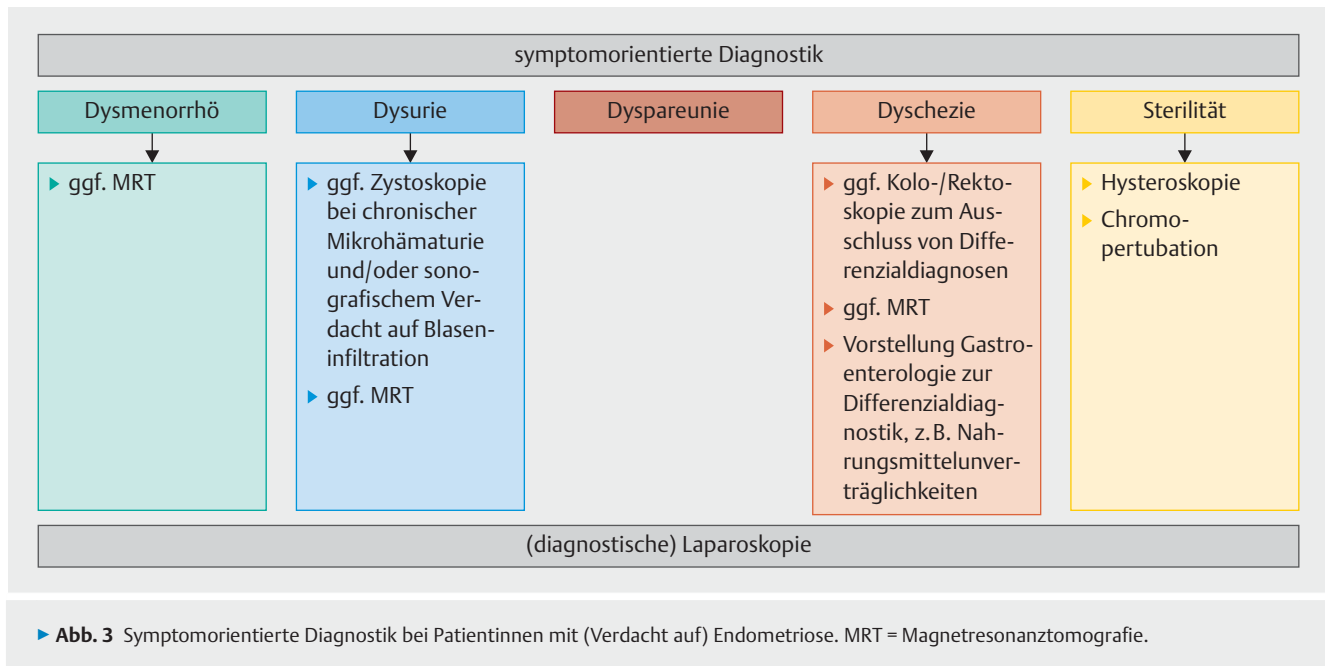 symptomorientierte Diagnostik
Dysmenorrhö
▶ ggf. MRT
Dysurie
▶ ggf. Zystoskopie
bei chronischer
Mikrohämaturie
und/oder sono-
grafischem Ver-
dacht auf Blasen-
infiltration
▶ ggf. MRT
Dyspareunie
Dyschezie
▶ ggf. Kolo-/Rekto-
skopie zum Aus-
schluss von Diffe-
renzialdiagnosen
▶ ggf. MRT
▶ Vorstellung Gastro-
enterologie zur
Differenzialdiag-
nostik, z. B. Nah-
rungsmittelunver-
träglichkeiten
Sterilität
▶ Hysteroskopie
▶ Chromo-
pertubation
(diagnostische) Laparoskopie
▶ Abb. 3 Symptomorientierte Diagnostik bei Patientinnen mit (Verdacht auf) Endometriose. MRT = Magnetresonanztomografie.